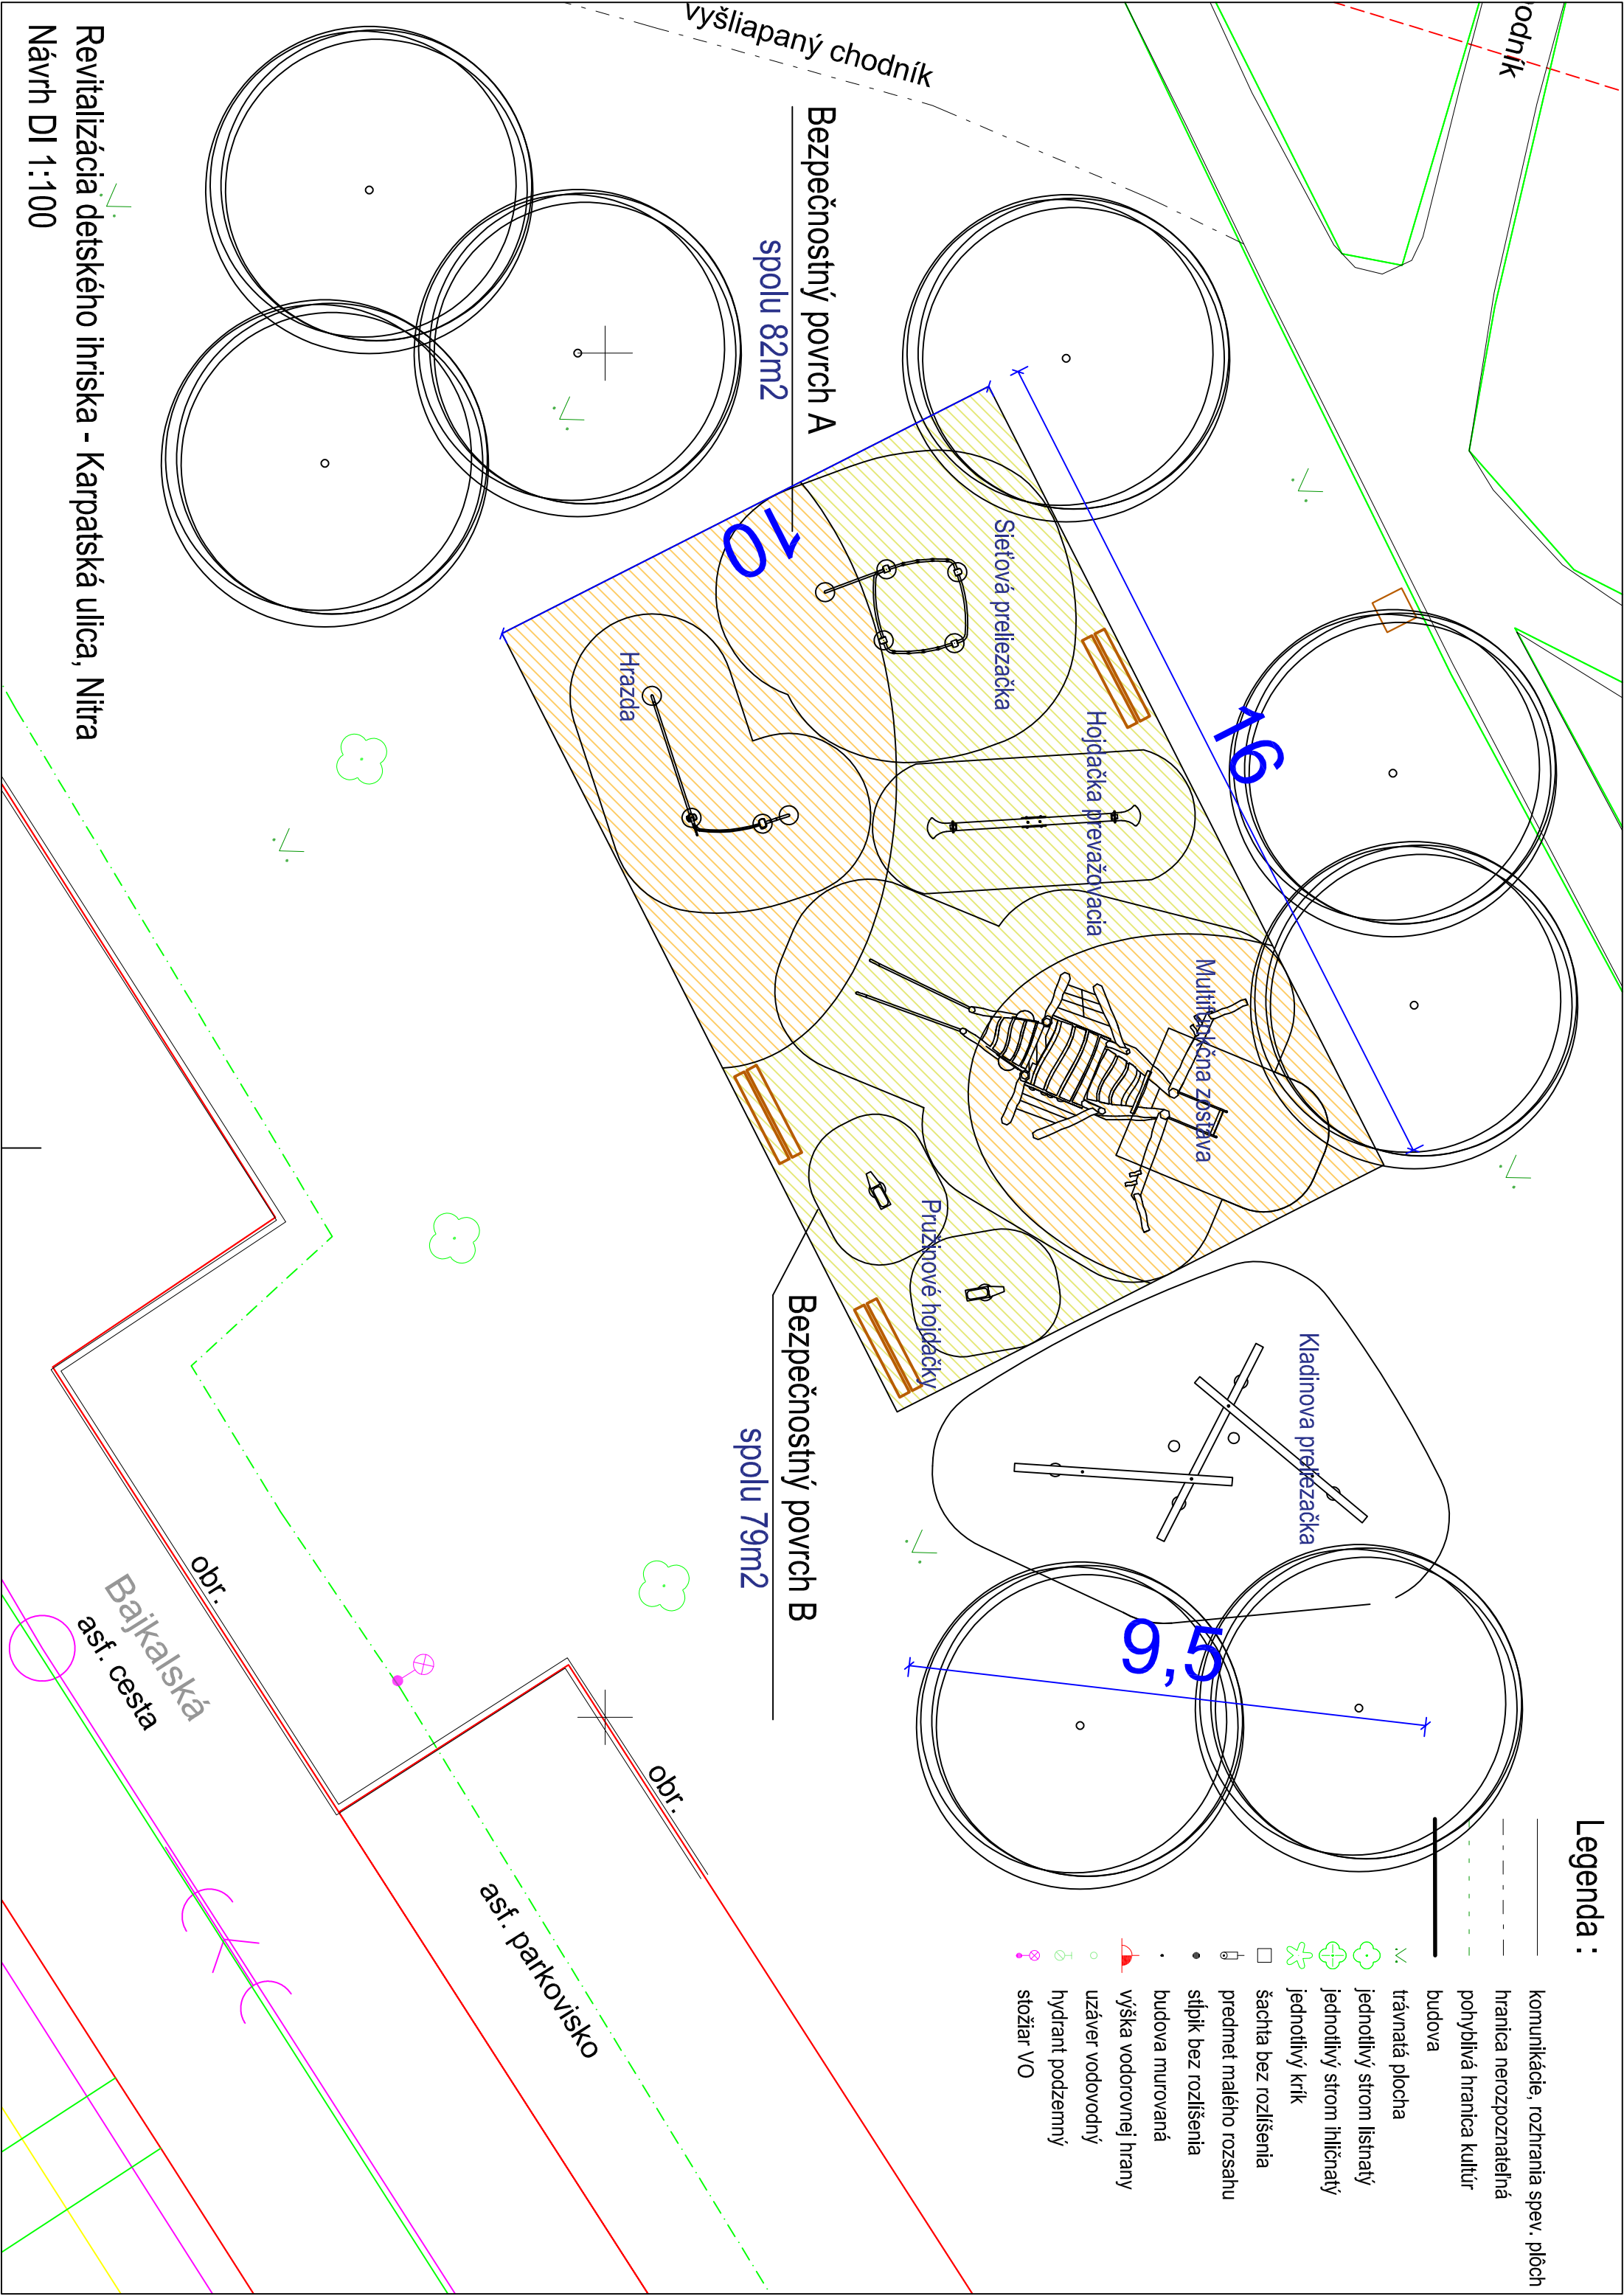 vyšliapaný chodník
Bezpečnostný povrch A
spolu 82m2
10
16
9,5
Sieťová preliezačka
Hojdačka prevažovacia
Hrazda
Multifunkčna zostava
Pružinové hojdačky
Kladinova preliezačka
Bezpečnostný povrch B
spolu 79m2
obr.
obr.
Bajkalská
asf. cesta
asf. parkovisko
Legenda :
komunikácie, rozhrania spev. plôch
hranica nerozpoznateľná
pohyblivá hranica kultúr
budova
trávnatá plocha
jednotlivý strom listnatý
jednotlivý strom ihličnatý
jednotlivý krík
šachta bez rozlíšenia
predmet malého rozsahu
stĺpik bez rozlíšenia
budova murovaná
výška vodorovnej hrany
uzáver vodovodný
hydrant podzemný
stožiar VO
Revitalizácia detského ihriska - Karpatská ulica, Nitra
Návrh DI 1:100